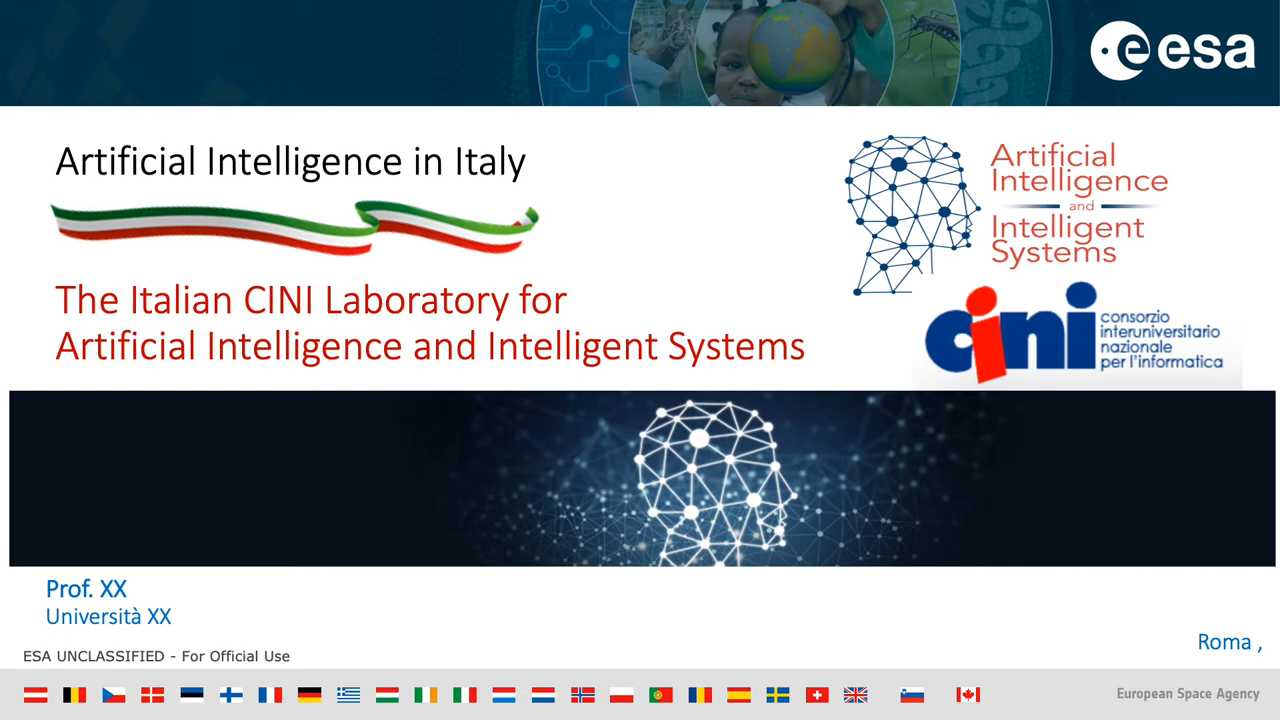 esa
Artificial Intelligence in Italy
Artificial
Intelligence
and
Intelligent
Systems
The Italian CINI Laboratory for
Artificial Intelligence and Intelligent Systems
cini
consorzio
interuniversitario
nazionale
per l'informatica
Prof. XX
Università XX
Roma ,
ESA UNCLASSIFIED - For Official Use
European Space Agency